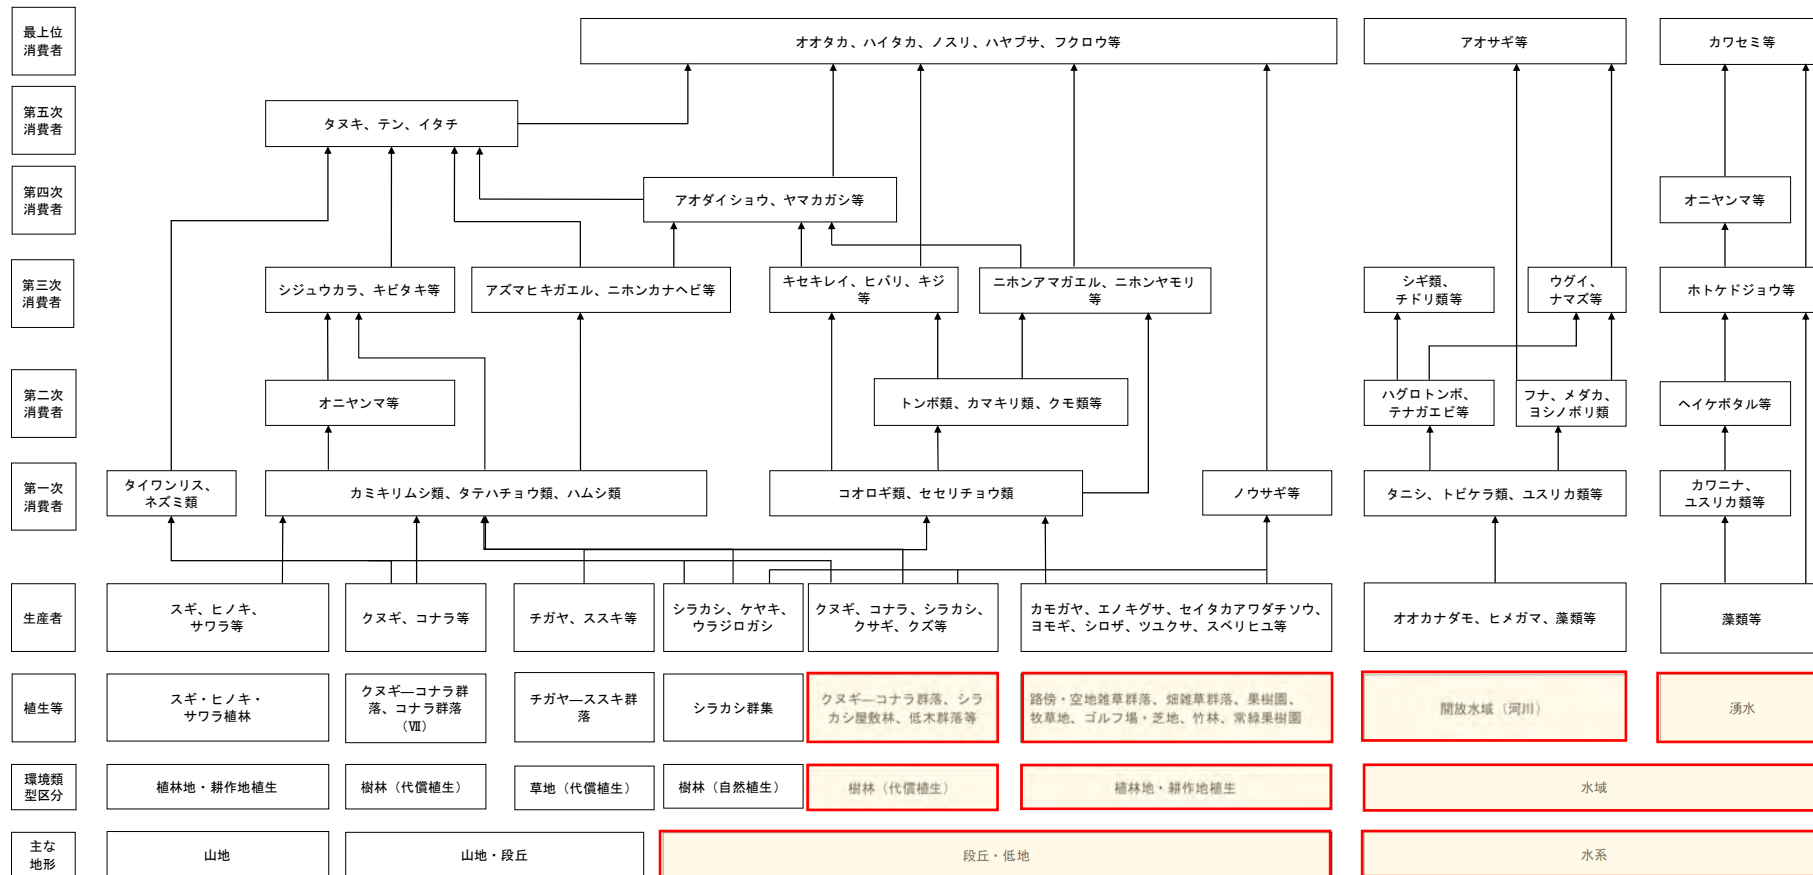 最上位
消費者
オオタカ、ハイタカ、ノスリ、ハヤブサ、フクロウ等
アオサギ等
カワセミ等
第五次
消費者
タヌキ、テン、イタチ
第四次
消費者
アオダイショウ、ヤマカガシ等
オニヤンマ等
第三次
消費者
シジュウカラ、キビタキ等
アズマヒキガエル、ニホンカナヘビ等
キセキレイ、ヒバリ、キジ
等
ニホンアマガエル、ニホンヤモリ
等
シギ類、
チドリ類等
ウグイ、
ナマズ等
ホトケドジョウ等
第二次
消費者
オニヤンマ等
トンボ類、カマキリ類、クモ類等
ハグロトンボ、
テナガエビ等
フナ、メダカ、
ヨシノボリ類
ヘイケボタル等
第一次
消費者
タイワンリス、
ネズミ類
カミキリムシ類、タテハチョウ類、ハムシ類
コオロギ類、セセリチョウ類
ノウサギ等
タニシ、トビケラ類、ユスリカ類等
カワニナ、
ユスリカ類等
生産者
スギ、ヒノキ、
サワラ等
クヌギ、コナラ等
チガヤ、ススキ等
シラカシ、ケヤキ、
ウラジロガシ
クヌギ、コナラ、シラカシ、
クサギ、クズ等
カモガヤ、エノキグサ、セイタカアワダチソウ、
ヨモギ、シロザ、ツユクサ、スベリヒユ等
オオカナダモ、ヒメガマ、藻類等
藻類等
植生等
スギ・ヒノキ・
サワラ植林
クヌギ―コナラ群
落、コナラ群落
（Ⅶ）
チガヤ―ススキ群
落
シラカシ群集
クヌギ―コナラ群落、シラ
カシ屋敷林、低木群落等
路傍・空地雑草群落、畑雑草群落、果樹園、
牧草地、ゴルフ場・芝地、竹林、常緑果樹園
開放水域（河川）
湧水
環境類
型区分
植林地・耕作地植生
樹林（代償植生）
草地（代償植生）
樹林（自然植生）
樹林（代償植生）
植林地・耕作地植生
水域
主な
地形
山地
山地・段丘
段丘・低地
水系